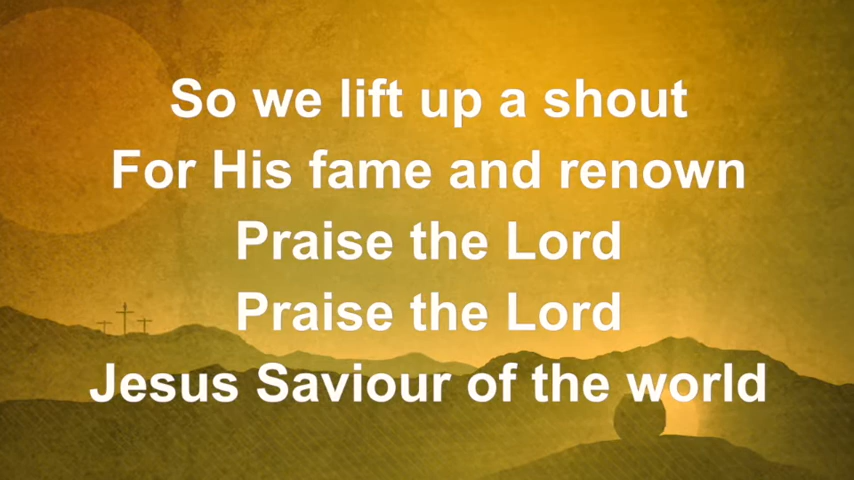 So we lift up a shout
For His fame and renown
Praise the Lord
Praise the Lord
Jesus Saviour of the world